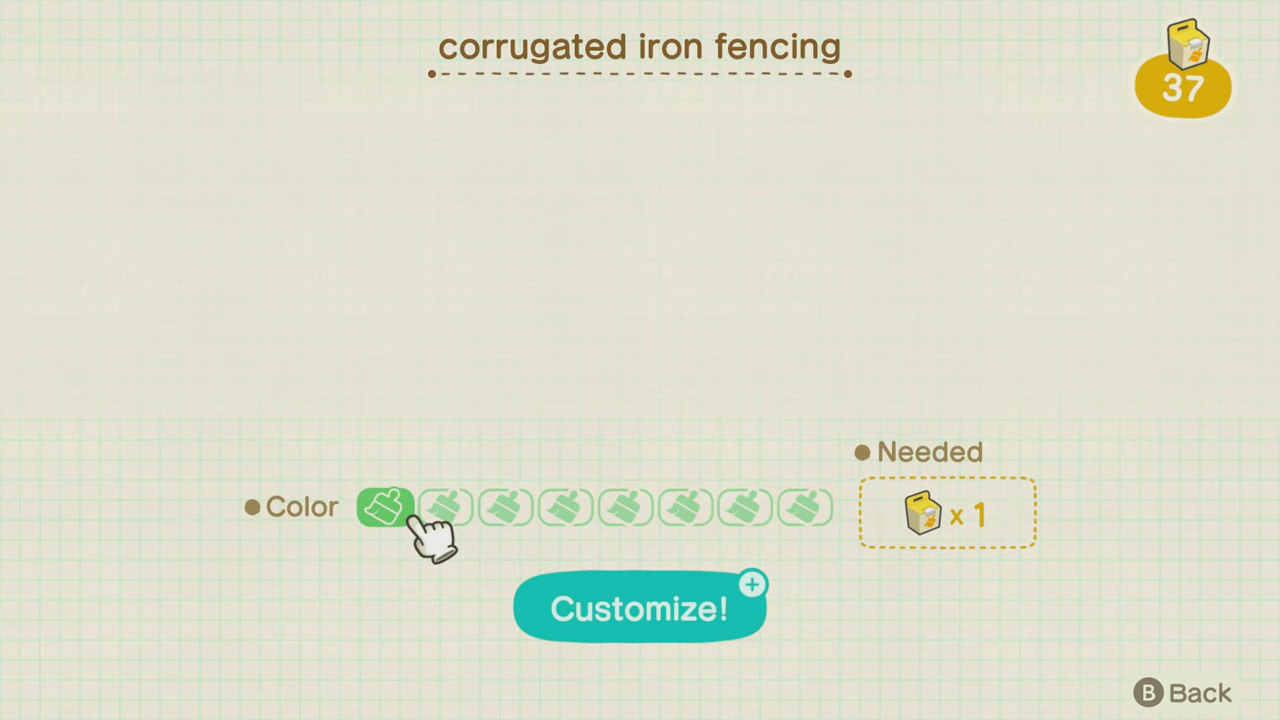 corrugated iron fencing
37
Needed
Color
x 1
Customize!
B Back